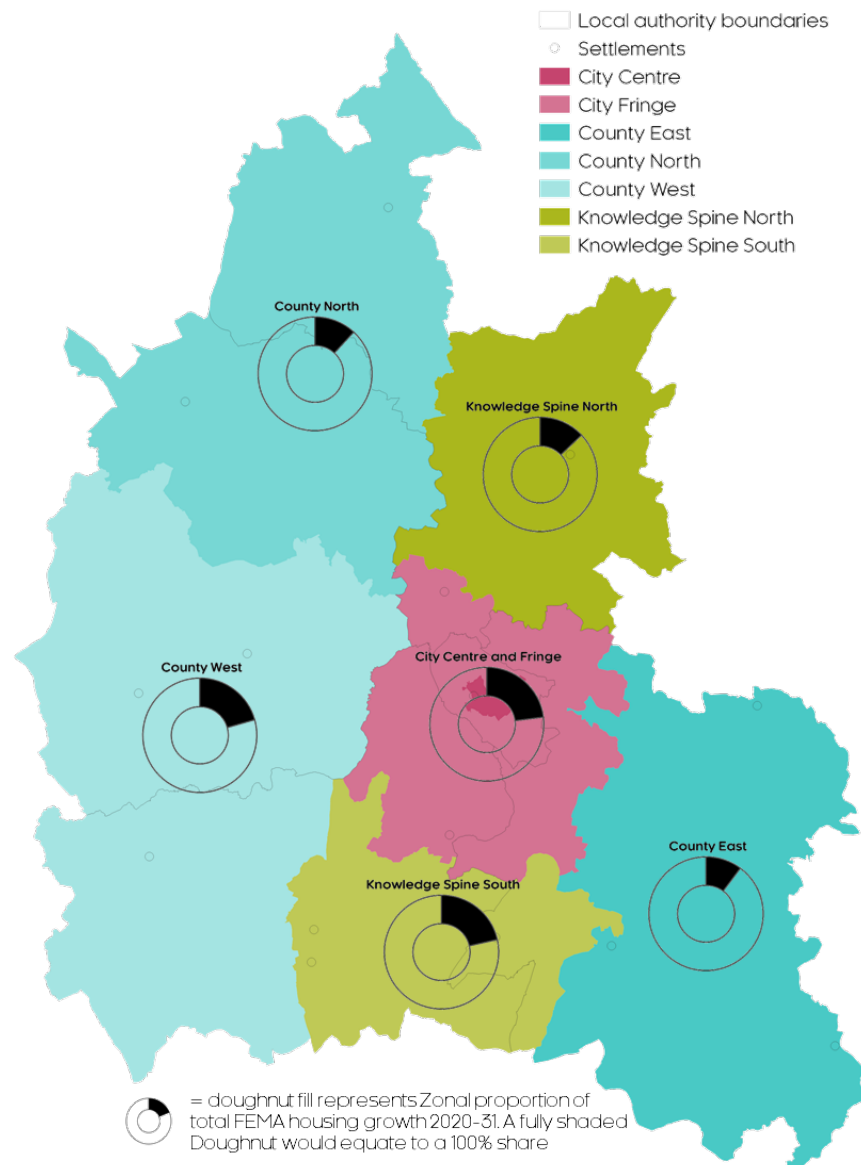 Local authority boundaries
Settlements
City Centre
City Fringe
County East
County North
County West
Knowledge Spine North
Knowledge Spine South
County North
Knowledge Spine North
City Centre and Fringe
County West
County East
Knowledge Spine South
= doughnut fill represents Zonal proportion of
total FEMA housing growth 2020-31. A fully shaded
Doughnut would equate to a 100% share